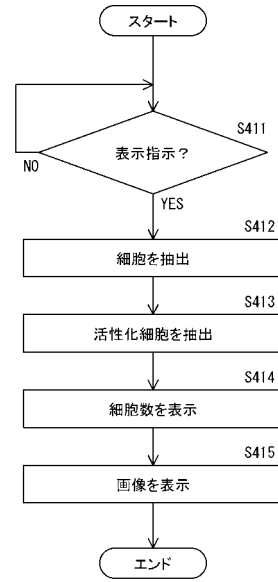 スタート
S411
表示指示？
NO
YES
S412
細胞を抽出
S413
活性化細胞を抽出
S414
細胞数を表示
S415
画像を表示
エンド